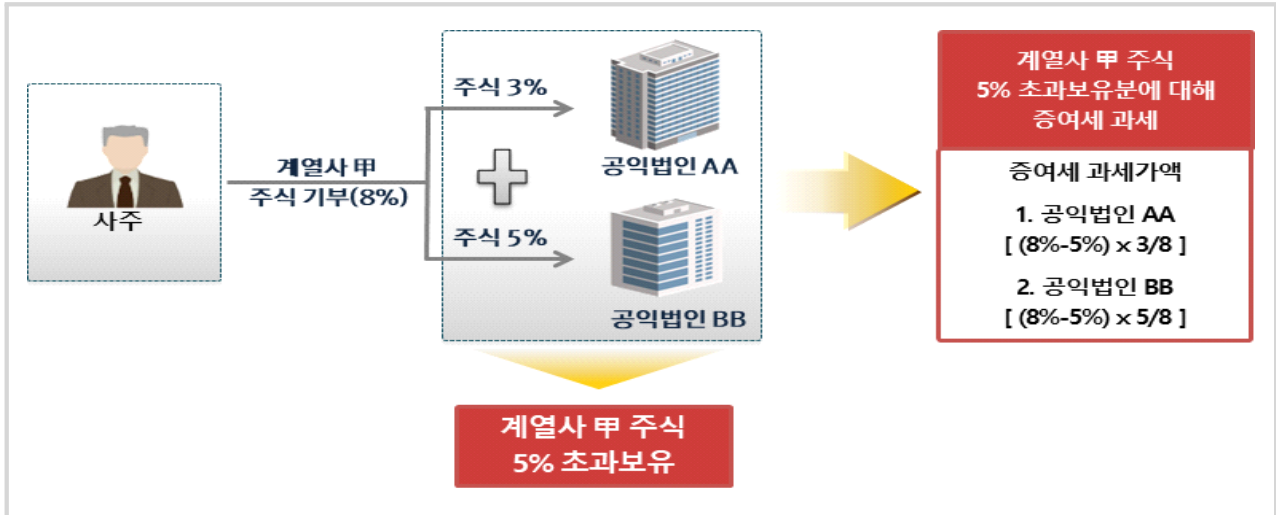 사주
계열사 甲
주식 기부(8%)
주식 3%
공익법인 AA
주식 5%
공익법인 BB
계열사 甲 주식
5% 초과보유
계열사 甲 주식
5% 초과보유분에 대해
증여세 과세
증여세 과세가액
1. 공익법인 AA
[ (8%-5%) x 3/8 ]
2. 공익법인 BB
[ (8%-5%) x 5/8 ]